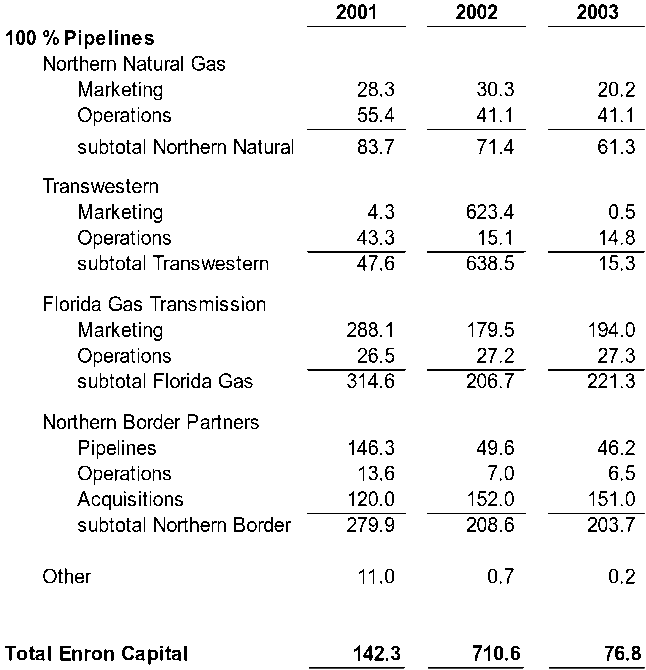 2001 2002 2003
100 % Pipelines
Northern Natural Gas
Marketing 28.3 30.3 20.2
Operations 55.4 41.1 41.1
subtotal Northern Natural 83.7 71.4 61.3
Transwestern
Marketing 4.3 623.4 0.5
Operations 43.3 15.1 14.8
subtotal Transwestern 47.6 638.5 15.3
Florida Gas Transmission
Marketing 288.1 179.5 194.0
Operations 26.5 27.2 27.3
subtotal Florida Gas 314.6 206.7 221.3
Northern Border Partners
Pipelines 146.3 49.6 46.2
Operations 13.6 7.0 6.5
Acquisitions 120.0 152.0 151.0
subtotal Northern Border 279.9 208.6 203.7
Other 11.0 0.7 0.2
Total Enron Capital 142.3 710.6 76.8